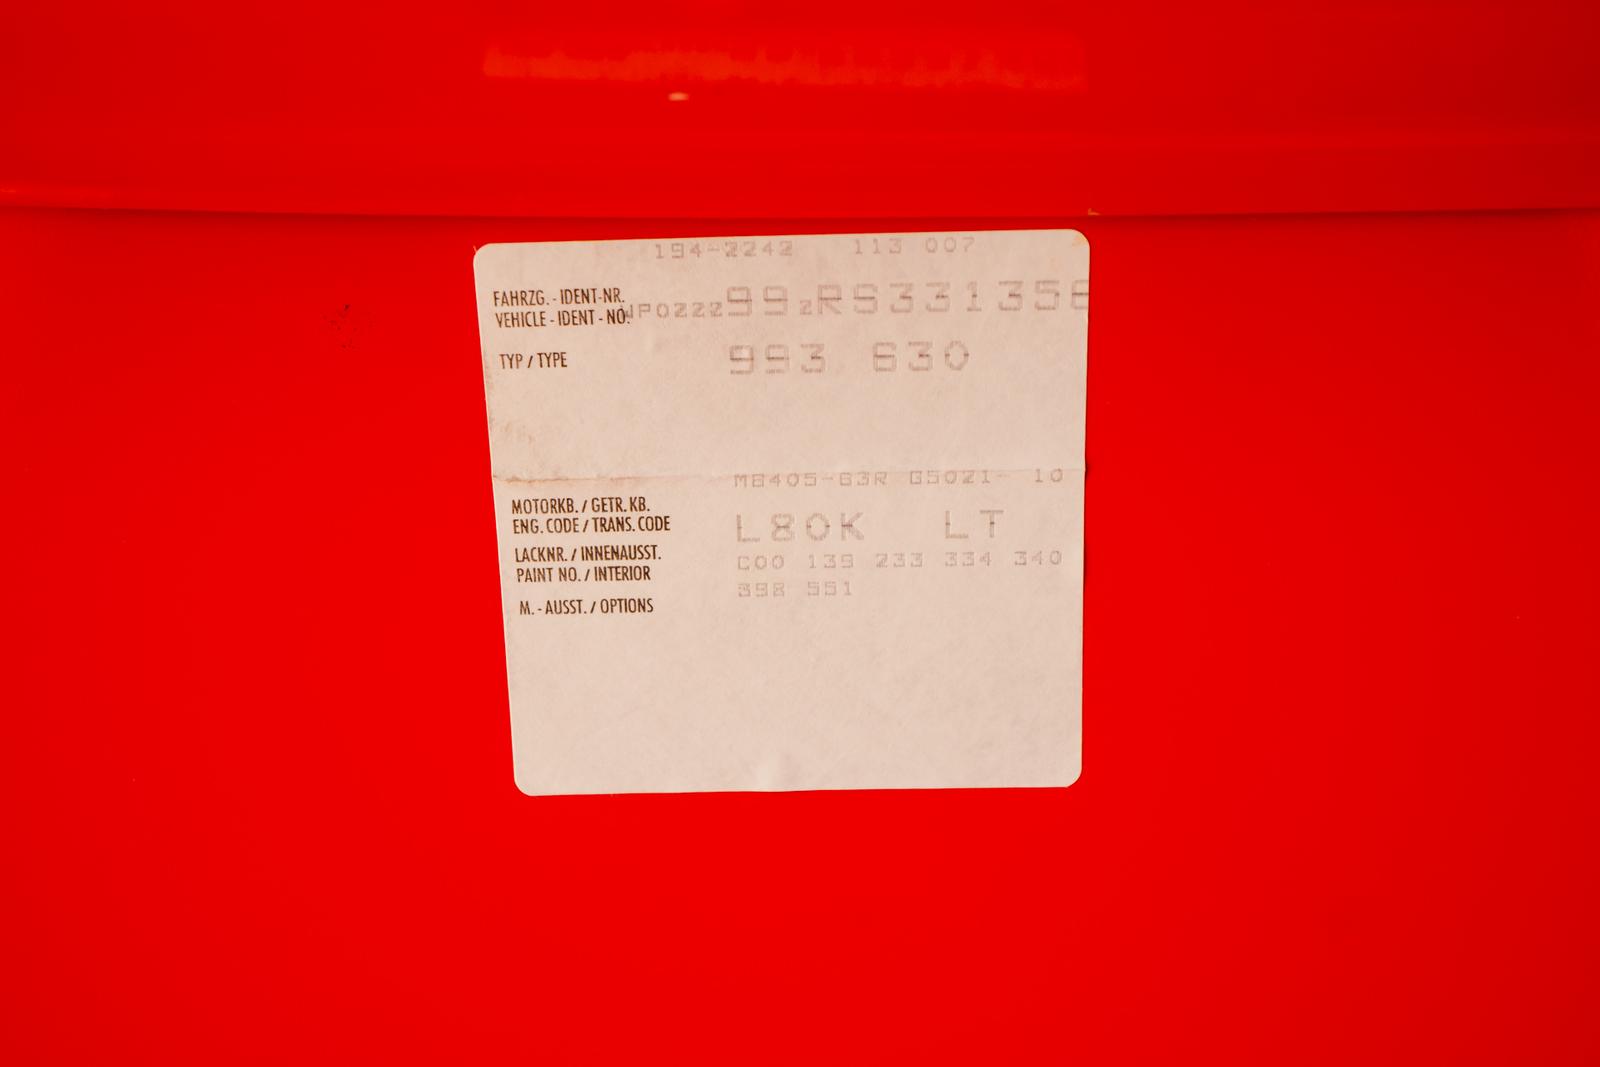 194-2242 113 007
FAHRZG. - IDENT-NR.
VEHICLE - IDENT - NO.
WP0ZZZ99ZRS331358
TYP / TYPE 993 630
M6405-63R G5021- 10
MOTORKB. / GETR. KB.
ENG. CODE / TRANS. CODE
L80K LT
LACKNR. / INNENAUSST.
PAINT NO. / INTERIOR
C00 139 233 334 340
398 551
M. - AUSST. / OPTIONS